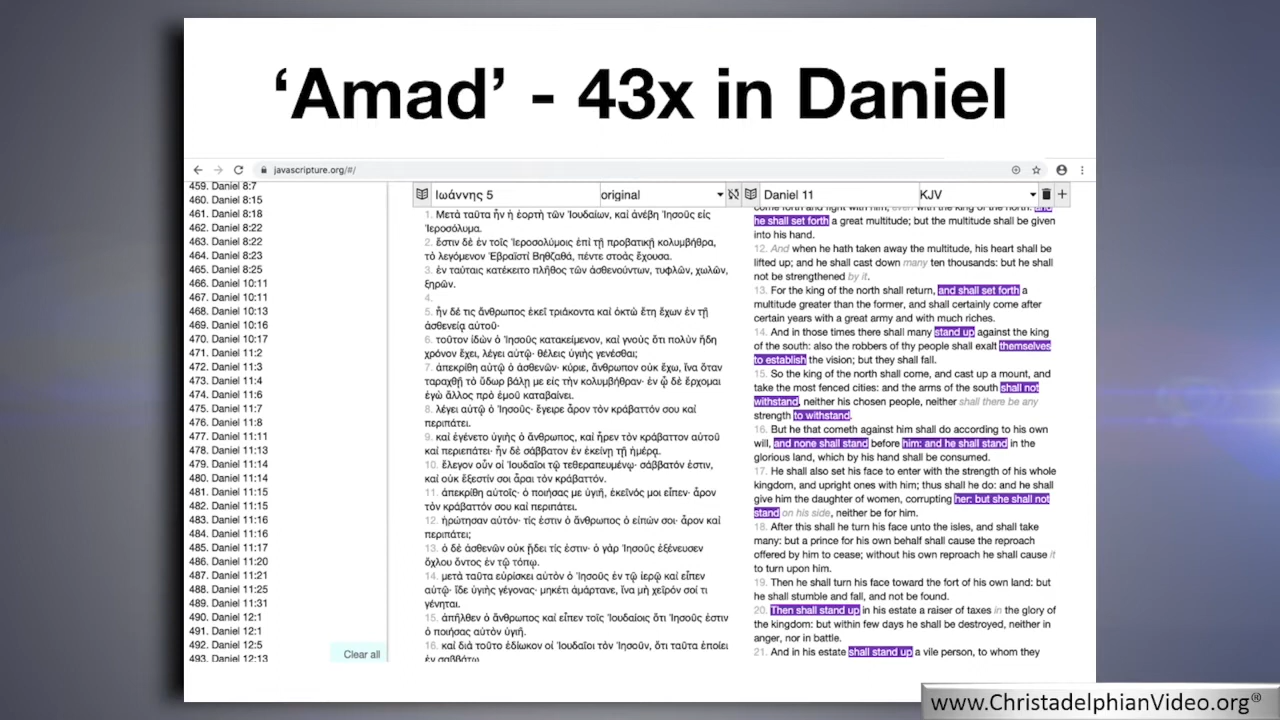 ‘Amad’ - 43x in Daniel
javascripture.org/#/
459. Daniel 8:7
460. Daniel 8:15
461. Daniel 8:18
462. Daniel 8:22
463. Daniel 8:22
464. Daniel 8:23
465. Daniel 8:25
466. Daniel 10:11
467. Daniel 10:11
468. Daniel 10:13
469. Daniel 10:16
470. Daniel 10:17
471. Daniel 11:2
472. Daniel 11:3
473. Daniel 11:4
474. Daniel 11:6
475. Daniel 11:7
476. Daniel 11:8
477. Daniel 11:11
478. Daniel 11:13
479. Daniel 11:14
480. Daniel 11:14
481. Daniel 11:15
482. Daniel 11:15
483. Daniel 11:16
484. Daniel 11:16
485. Daniel 11:17
486. Daniel 11:20
487. Daniel 11:21
488. Daniel 11:25
489. Daniel 11:31
490. Daniel 12:1
491. Daniel 12:1
492. Daniel 12:5
493. Daniel 12:13
Clear all
Ιωάννης 5
original
1. Μετὰ ταῦτα ἦν ἡ ἑορτὴ τῶν Ἰουδαίων, καὶ ἀνέβη Ἰησοῦς εἰς
Ἱεροσόλυμα.
2. ἔστιν δὲ ἐν τοῖς Ἱεροσολύμοις ἐπὶ τῇ προβατικῇ κολυμβήθρα,
τὸ λεγόμενον Ἑβραϊστὶ Βηθζαθά, πέντε στοὰς ἔχουσα.
3. ἐν ταύταις κατέκειτο πλῆθος τῶν ἀσθενούντων, τυφλῶν, χωλῶν,
ξηρῶν.
4.
5. ἦν δέ τις ἄνθρωπος ἐκεῖ τριάκοντα καὶ ὀκτὼ ἔτη ἔχων ἐν τῇ
ἀσθενείᾳ αὐτοῦ·
6. τοῦτον ἰδὼν ὁ Ἰησοῦς κατακείμενον, καὶ γνοὺς ὅτι πολὺν ἤδη
χρόνον ἔχει, λέγει αὐτῷ· θέλεις ὑγιὴς γενέσθαι;
7. ἀπεκρίθη αὐτῷ ὁ ἀσθενῶν· κύριε, ἄνθρωπον οὐκ ἔχω, ἵνα ὅταν
ταραχθῇ τὸ ὕδωρ βάλῃ με εἰς τὴν κολυμβήθραν· ἐν ᾧ δὲ ἔρχομαι
ἐγὼ ἄλλος πρὸ ἐμοῦ καταβαίνει.
8. λέγει αὐτῷ ὁ Ἰησοῦς· ἔγειρε ἆρον τὸν κράβαττόν σου καὶ
περιπάτει.
9. καὶ ἐγένετο ὑγιὴς ὁ ἄνθρωπος, καὶ ἦρεν τὸν κράβαττον αὐτοῦ
καὶ περιεπάτει· ἦν δὲ σάββατον ἐν ἐκείνῃ τῇ ἡμέρᾳ.
10. ἔλεγον οὖν οἱ Ἰουδαῖοι τῷ τεθεραπευμένῳ· σάββατόν ἐστιν,
καὶ οὐκ ἔξεστίν σοι ἆραι τὸν κράβαττόν.
11. ἀπεκρίθη αὐτοῖς· ὁ ποιήσας με ὑγιῆ, ἐκεῖνός μοι εἶπεν· ἆρον
τὸν κράβαττόν σου καὶ περιπάτει.
12. ἠρώτησαν αὐτόν· τίς ἐστιν ὁ ἄνθρωπος ὁ εἰπών σοι· ἆρον καὶ
περιπάτει;
13. ὁ δὲ ἀσθενῶν οὐκ ᾔδει τίς ἐστιν· ὁ γὰρ Ἰησοῦς ἐξένευσεν
ὄχλου ὄντος ἐν τῷ τόπῳ.
14. μετὰ ταῦτα εὑρίσκει αὐτὸν ὁ Ἰησοῦς ἐν τῷ ἱερῷ καὶ εἶπεν
αὐτῷ· ἴδε ὑγιὴς γέγονας· μηκέτι ἁμάρτανε, ἵνα μὴ χεῖρόν σοί τι
γένηται.
15. ἀπῆλθεν ὁ ἄνθρωπος καὶ εἶπεν τοῖς Ἰουδαίοις ὅτι Ἰησοῦς ἐστιν
ὁ ποιήσας αὐτὸν ὑγιῆ.
16. καὶ διὰ τοῦτο ἐδίωκον οἱ Ἰουδαῖοι τὸν Ἰησοῦν, ὅτι ταῦτα ἐποίει
ἐν σαββάτῳ.
Daniel 11
KJV
come forth and fight with him, even with the king of the north: and
he shall set forth a great multitude; but the multitude shall be given
into his hand.
12. And when he hath taken away the multitude, his heart shall be
lifted up; and he shall cast down many ten thousands: but he shall
not be strengthened by it.
13. For the king of the north shall return, and shall set forth a
multitude greater than the former, and shall certainly come after
certain years with a great army and with much riches.
14. And in those times there shall many stand up against the king
of the south: also the robbers of thy people shall exalt themselves
to establish the vision; but they shall fall.
15. So the king of the north shall come, and cast up a mount, and
take the most fenced cities: and the arms of the south shall not
withstand, neither his chosen people, neither shall there be any
strength to withstand.
16. But he that cometh against him shall do according to his own
will, and none shall stand before him: and he shall stand in the
glorious land, which by his hand shall be consumed.
17. He shall also set his face to enter with the strength of his whole
kingdom, and upright ones with him; thus shall he do: and he shall
give him the daughter of women, corrupting her: but she shall not
stand on his side, neither be for him.
18. After this shall he turn his face unto the isles, and shall take
many: but a prince for his own behalf shall cause the reproach
offered by him to cease; without his own reproach he shall cause it
to turn upon him.
19. Then he shall turn his face toward the fort of his own land: but
he shall stumble and fall, and not be found.
20. Then shall stand up in his estate a raiser of taxes in the glory of
the kingdom: but within few days he shall be destroyed, neither in
anger, nor in battle.
21. And in his estate shall stand up a vile person, to whom they
www.ChristadelphianVideo.org®